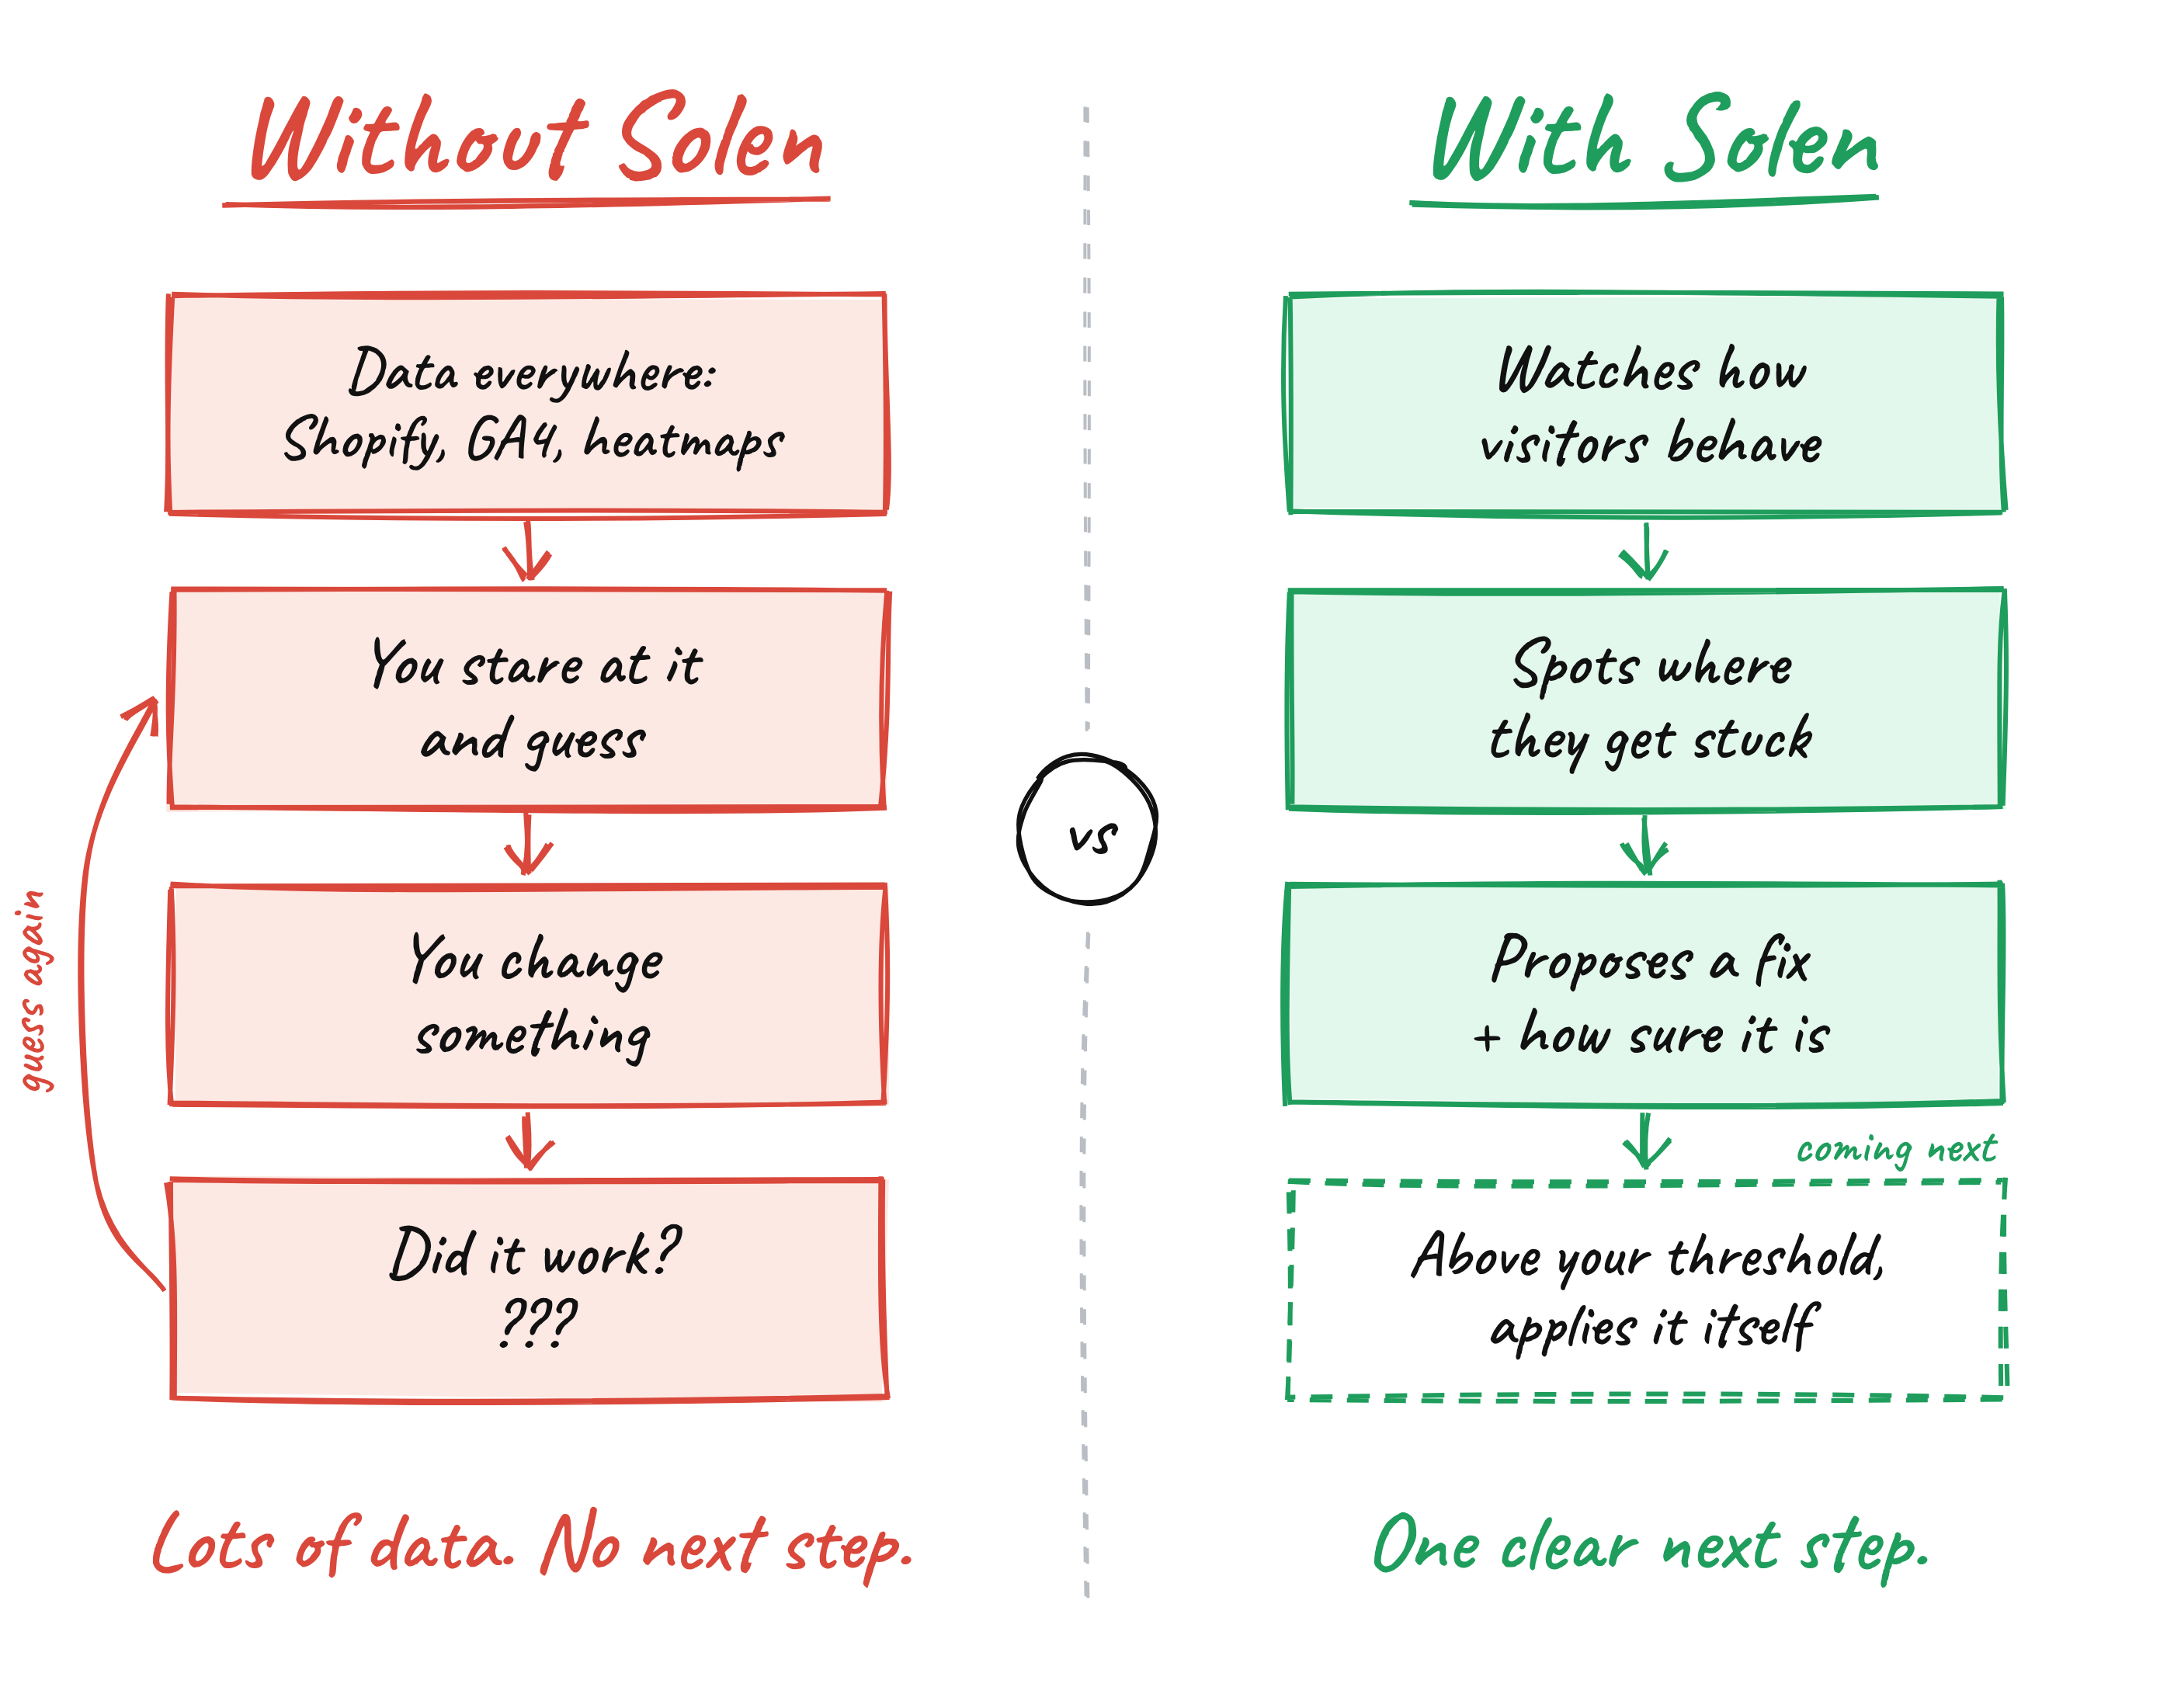 Without Solen
Data everywhere:
Shopify, GA4, heatmaps
You stare at it
and guess
You change
something
Did it work?
???
guess again
Lots of data. No next step.
vs
With Solen
Watches how
visitors behave
Spots where
they get stuck
Proposes a fix
+ how sure it is
coming next
Above your threshold,
applies it itself
One clear next step.